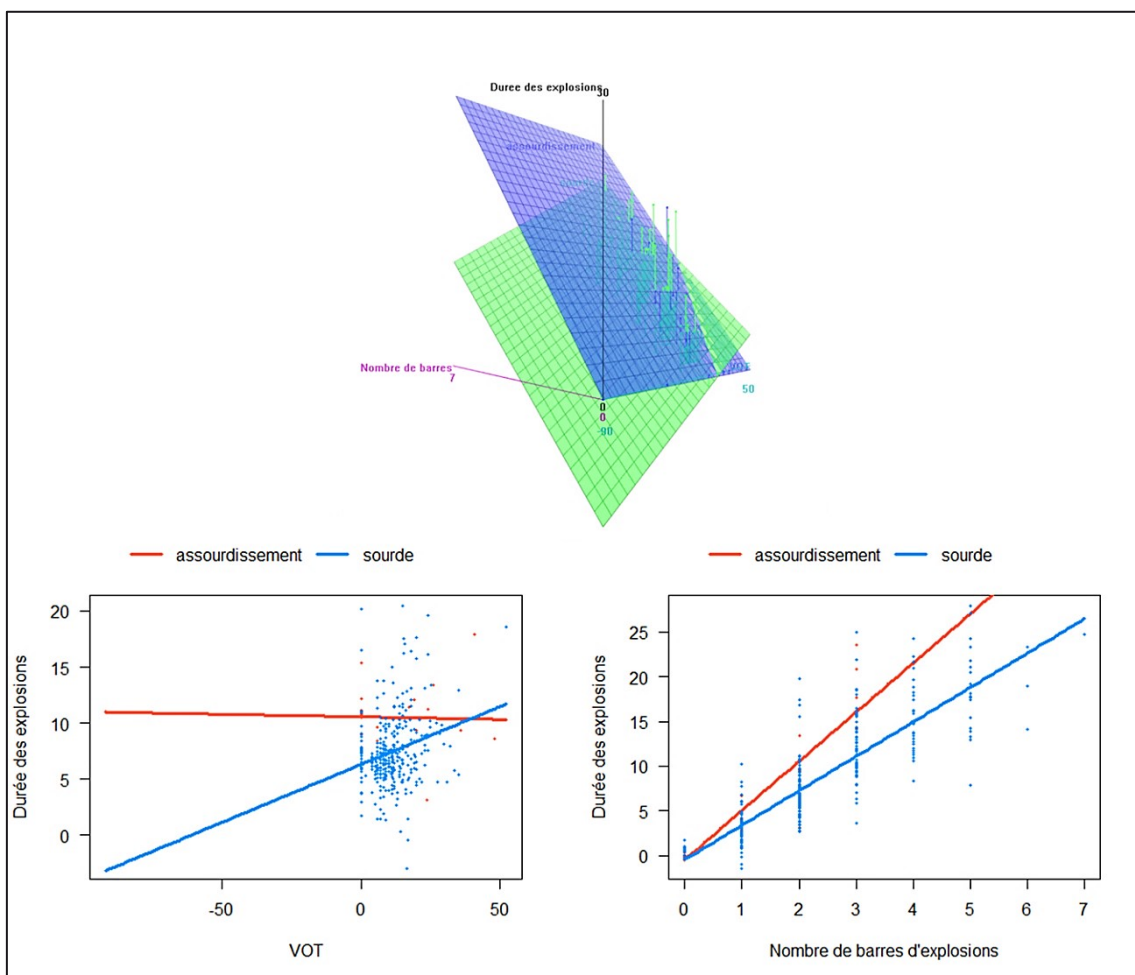 Duree des explosions
30
assourdissement
Nombre de barres
7
50
0
0
-90
assourdissement sourde
assourdissement sourde
Durée des explosions
20
15
10
5
0
-50 0 50
VOT
Durée des explosions
25
20
15
10
5
0
0 1 2 3 4 5 6 7
Nombre de barres d'explosions